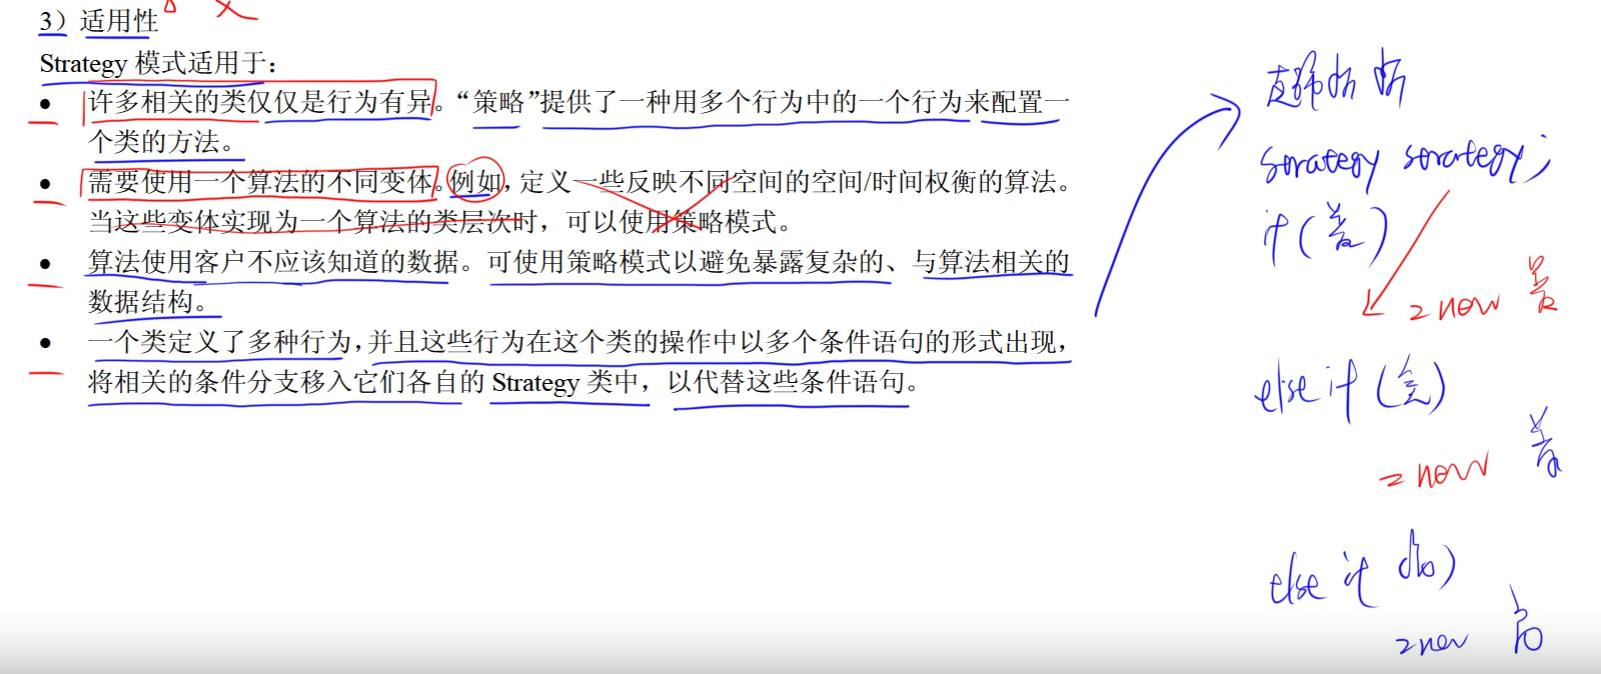 3）适用性
Strategy 模式适用于：
● 许多相关的类仅仅是行为有异。“策略”提供了一种用多个行为中的一个行为来配置一
个类的方法。
● 需要使用一个算法的不同变体。例如，定义一些反映不同空间的空间/时间权衡的算法。
当这些变体实现为一个算法的类层次时，可以使用策略模式。
● 算法使用客户不应该知道的数据。可使用策略模式以避免暴露复杂的、与算法相关的
数据结构。
● 一个类定义了多种行为，并且这些行为在这个类的操作中以多个条件语句的形式出现，
将相关的条件分支移入它们各自的 Strategy 类中，以代替这些条件语句。
Strategy strategy;
if (
= new
else if (
= new
else if
= new